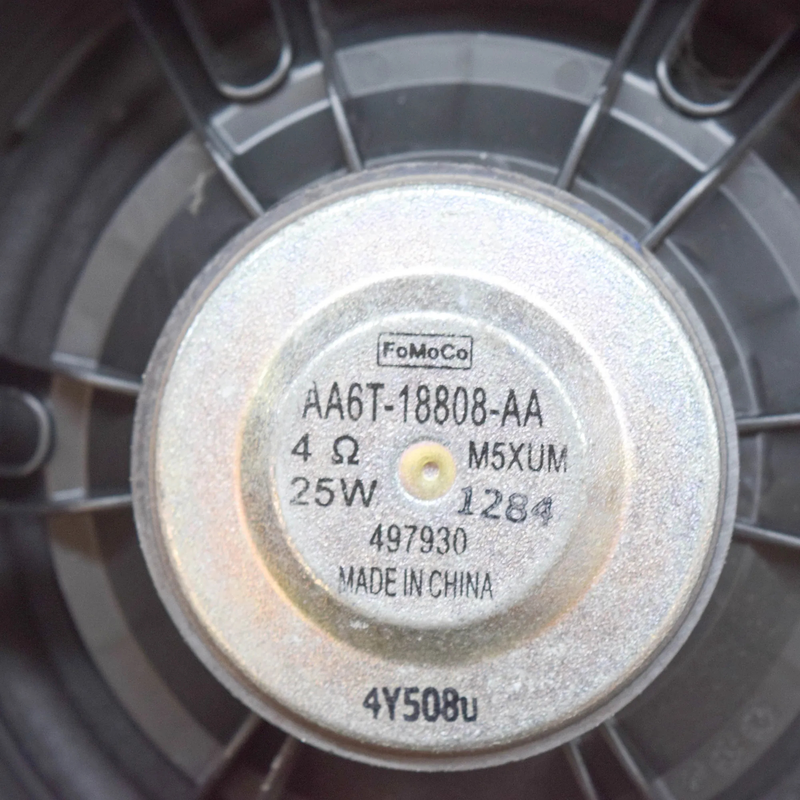 FoMoCo
AA6T-18808-AA
4 Ω M5XUM
25W 1284
497930
MADE IN CHINA
4Y508u